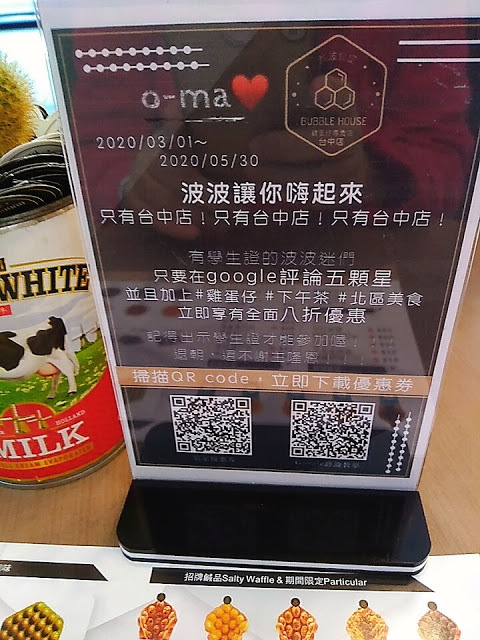 o-ma
BUBBLE HOUSE
台中店
2020/03/01～
2020/05/30
波波讓你嗨起來
只有台中店！只有台中店！只有台中店！
有學生證的波波迷們
只要在google評論五顆星
並且加上#雞蛋仔 #下午茶 #北區美食
立即享有全面八折優惠
記得出示學生證才能參加喔！
退朝，還不謝主隆恩！！！
掃描QR code，立即下載優惠券
WHITE
HOLLAND
MILK
招牌鹹品Salty Waffle & 期間限定Particular